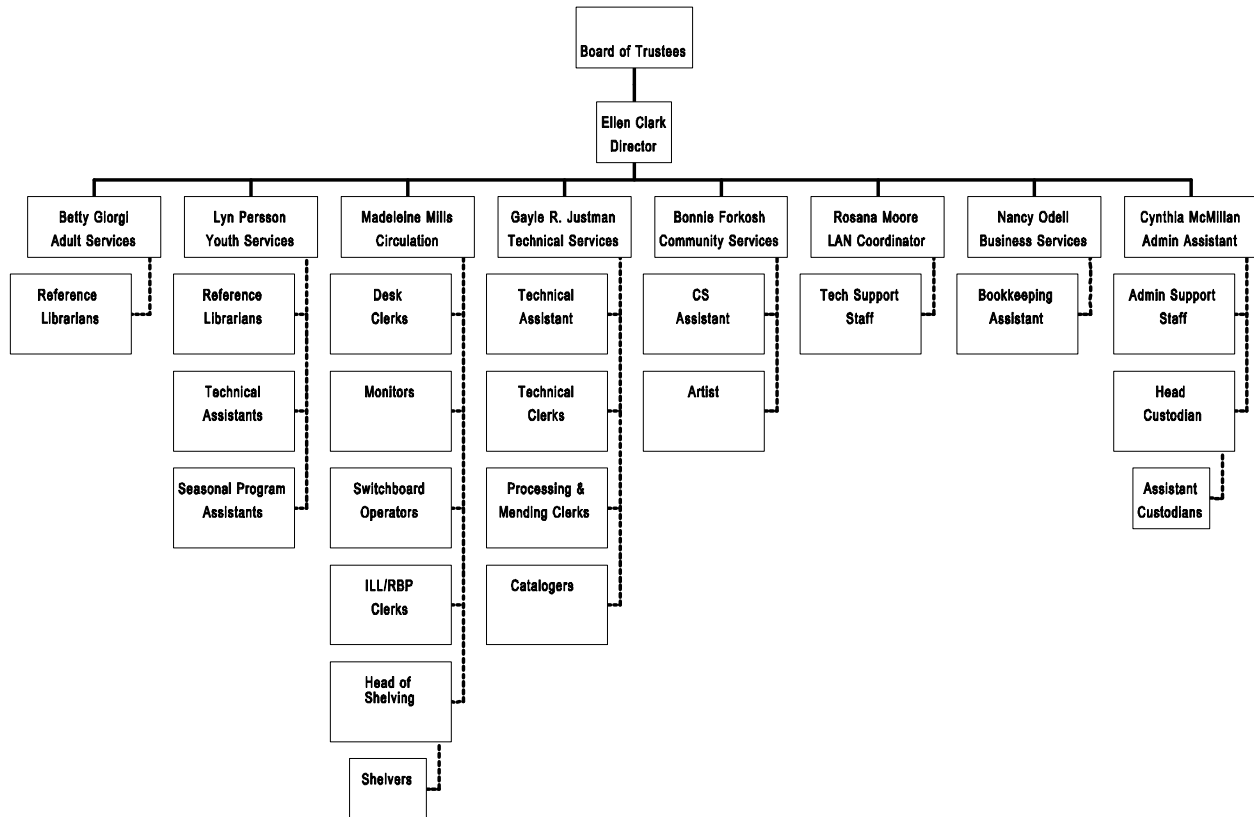 Board of Trustees
Ellen Clark
Director
Betty Giorgi
Adult Services
Lyn Persson
Youth Services
Madeleine Mills
Circulation
Gayle R. Justman
Technical Services
Bonnie Forkosh
Community Services
Rosana Moore
LAN Coordinator
Nancy Odell
Business Services
Cynthia McMillan
Admin Assistant
Reference
Librarians
Reference
Librarians
Desk
Clerks
Technical
Assistant
CS
Assistant
Tech Support
Staff
Bookkeeping
Assistant
Admin Support
Staff
Technical
Assistants
Monitors
Technical
Clerks
Artist
Head
Custodian
Seasonal Program
Assistants
Switchboard
Operators
Processing &
Mending Clerks
Assistant
Custodians
ILL/RBP
Clerks
Catalogers
Head of
Shelving
Shelvers